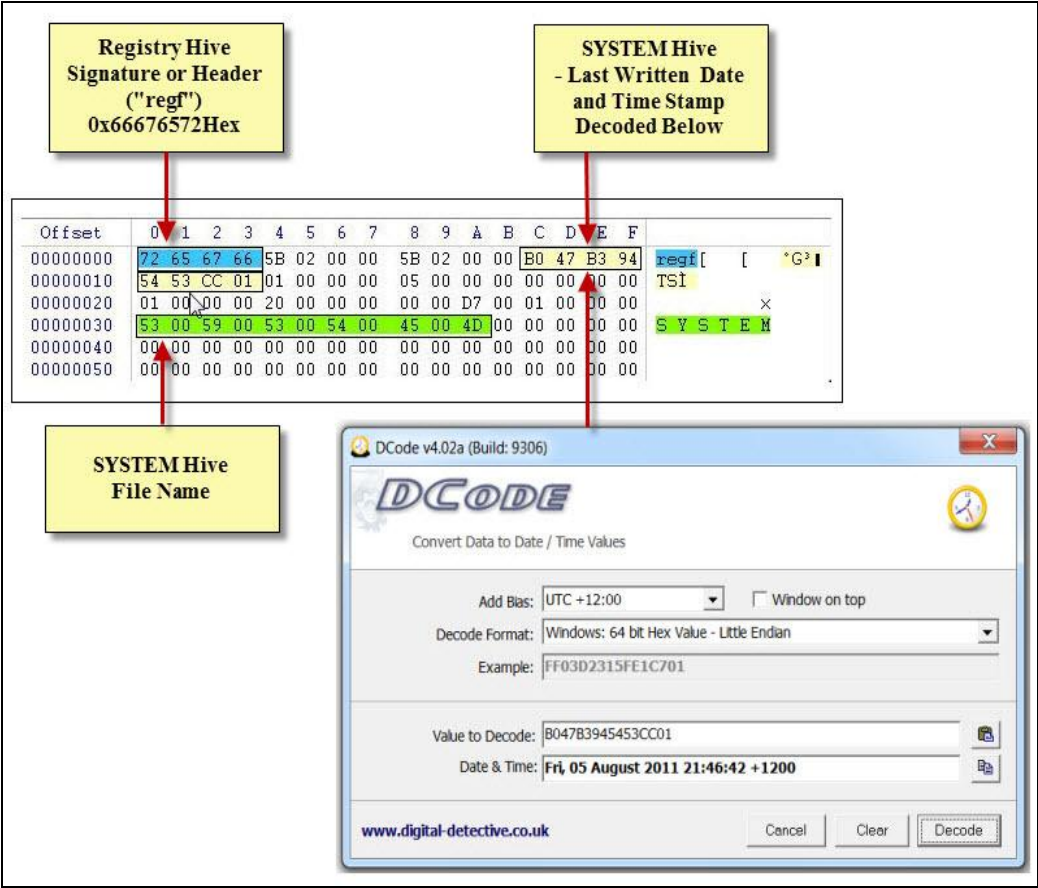 Registry Hive
Signature or Header
("regf")
0x66676572Hex
SYSTEM Hive
- Last Written Date
and Time Stamp
Decoded Below
Offset 0 1 2 3 4 5 6 7 8 9 A B C D E F
00000000 72 65 67 66 5B 02 00 00 5B 02 00 00 B0 47 B3 94 regf[ [ °G³
00000010 54 53 CC 01 01 00 00 00 05 00 00 00 00 00 00 00 TSÌ
00000020 01 00 00 00 20 00 00 00 00 00 D7 00 01 00 00 00 ×
00000030 53 00 59 00 53 00 54 00 45 00 4D 00 00 00 00 00 S Y S T E M
00000040 00 00 00 00 00 00 00 00 00 00 00 00 00 00 00 00
00000050 00 00 00 00 00 00 00 00 00 00 00 00 00 00 00 00
SYSTEM Hive
File Name
DCode v4.02a (Build: 9306)
X
DCODE
Convert Data to Date / Time Values
Add Bias: UTC +12:00 Window on top
Decode Format: Windows: 64 bit Hex Value - Little Endian
Example: FF03D2315FE1C701
Value to Decode: B047B3945453CC01
Date & Time: Fri, 05 August 2011 21:46:42 +1200
www.digital-detective.co.uk Cancel Clear Decode